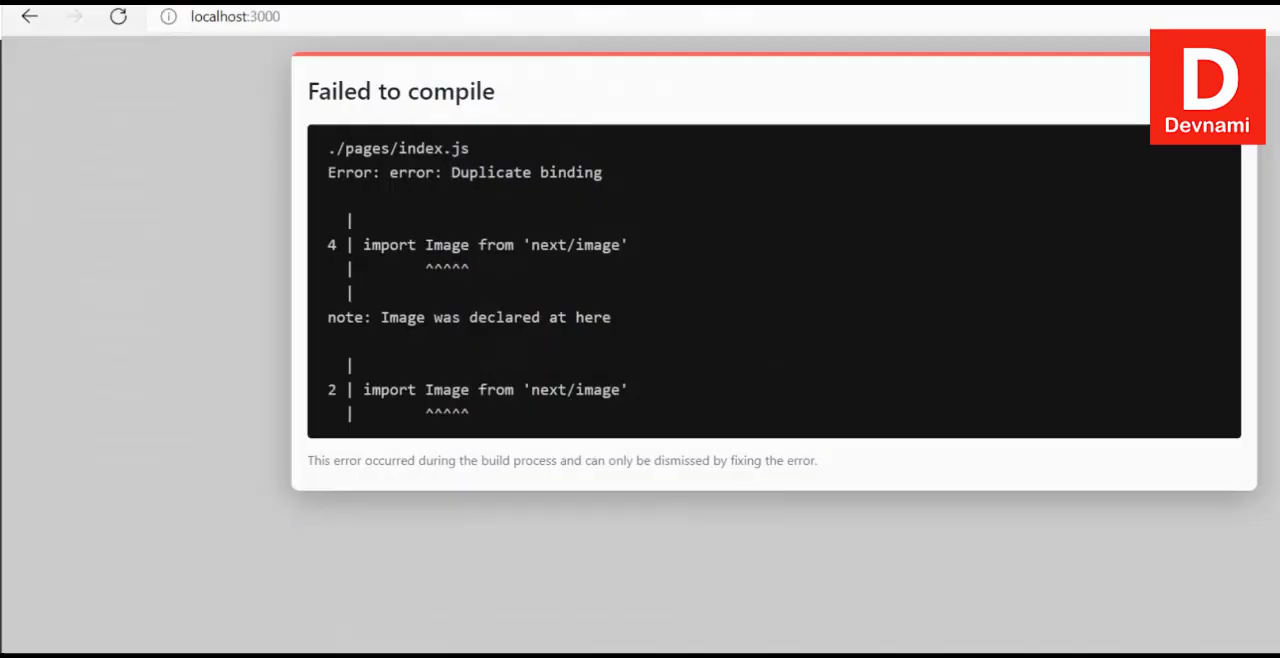 localhost:3000
D
Devnami
Failed to compile
./pages/index.js
Error: error: Duplicate binding
|
4 | import Image from 'next/image'
| ^^^^^
|
note: Image was declared at here
|
2 | import Image from 'next/image'
| ^^^^^
This error occurred during the build process and can only be dismissed by fixing the error.